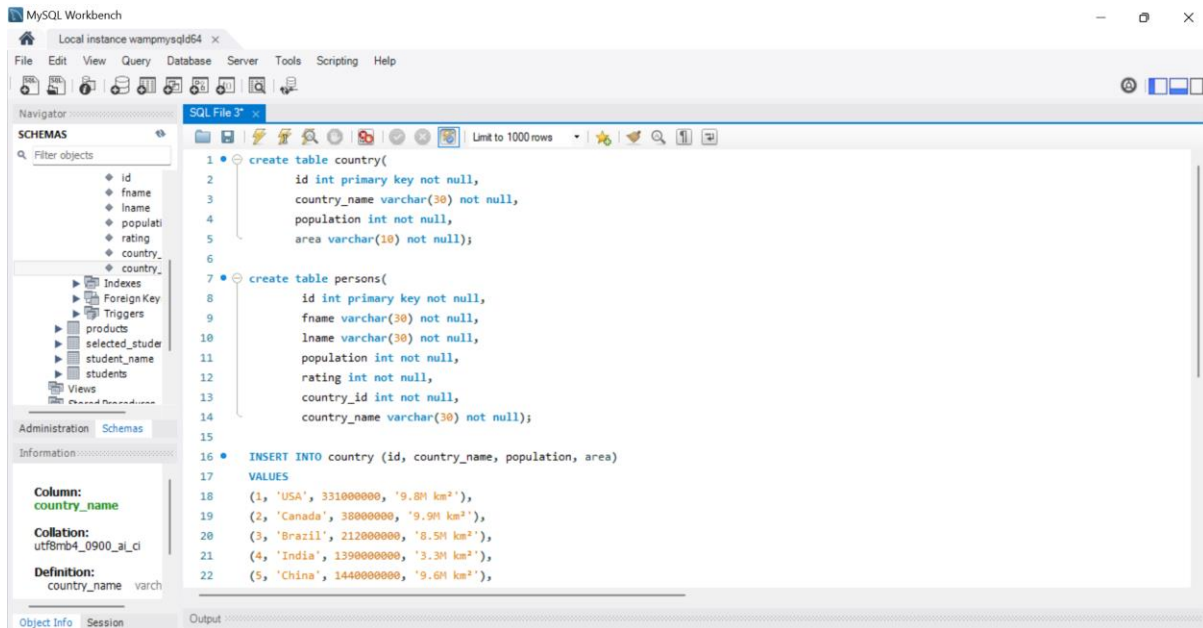 MySQL Workbench
Local instance wampmysqld64
File Edit View Query Database Server Tools Scripting Help
Navigator
SCHEMAS
Filter objects
id
fname
lname
populati
rating
country_
country_
Indexes
Foreign Key
Triggers
products
selected_studer
student_name
students
Views
Stored Procedures
Administration Schemas
Information
Column:
country_name
Collation:
utf8mb4_0900_ai_ci
Definition:
country_name varch
Object Info Session
SQL File 3*
Limit to 1000 rows
1 create table country(
2 id int primary key not null,
3 country_name varchar(30) not null,
4 population int not null,
5 area varchar(10) not null);
6
7 create table persons(
8 id int primary key not null,
9 fname varchar(30) not null,
10 lname varchar(30) not null,
11 population int not null,
12 rating int not null,
13 country_id int not null,
14 country_name varchar(30) not null);
15
16 INSERT INTO country (id, country_name, population, area)
17 VALUES
18 (1, 'USA', 331000000, '9.8M km²'),
19 (2, 'Canada', 38000000, '9.9M km²'),
20 (3, 'Brazil', 212000000, '8.5M km²'),
21 (4, 'India', 1390000000, '3.3M km²'),
22 (5, 'China', 1440000000, '9.6M km²'),
Output